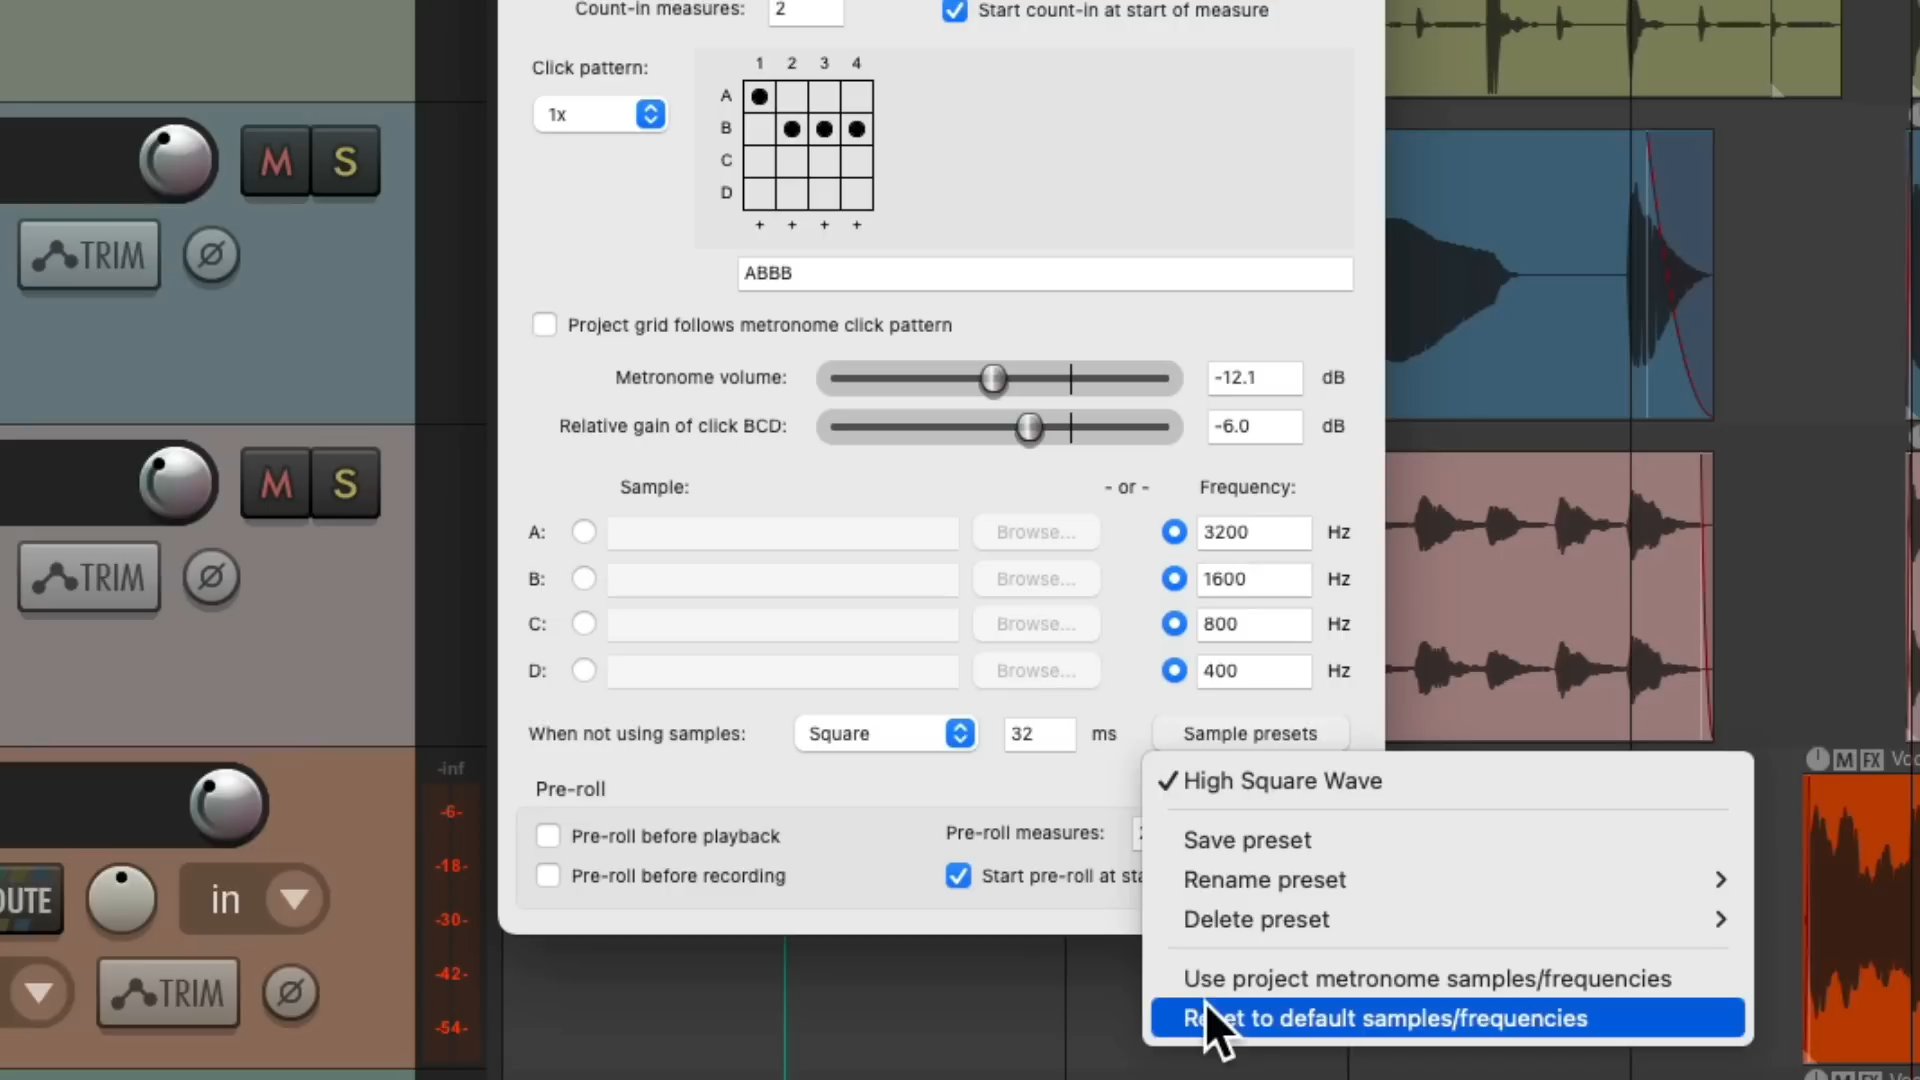 Count-in measures: 2 Start count-in at start of measure
Click pattern:
1 2 3 4
1x
A
B
C
D
+ + + +
ABBB
Project grid follows metronome click pattern
Metronome volume: -12.1 dB
Relative gain of click BCD: -6.0 dB
Sample: - or - Frequency:
A: Browse... 3200 Hz
B: Browse... 1600 Hz
C: Browse... 800 Hz
D: Browse... 400 Hz
When not using samples: Square 32 ms Sample presets
Pre-roll
Pre-roll before playback Pre-roll measures:
Pre-roll before recording Start pre-roll at sta
High Square Wave
Save preset
Rename preset
Delete preset
Use project metronome samples/frequencies
to default samples/frequencies
M S
TRIM
M S
TRIM
-inf
-6-
-18-
-30-
-42-
-54-
OUTE in
TRIM
M FX Voc